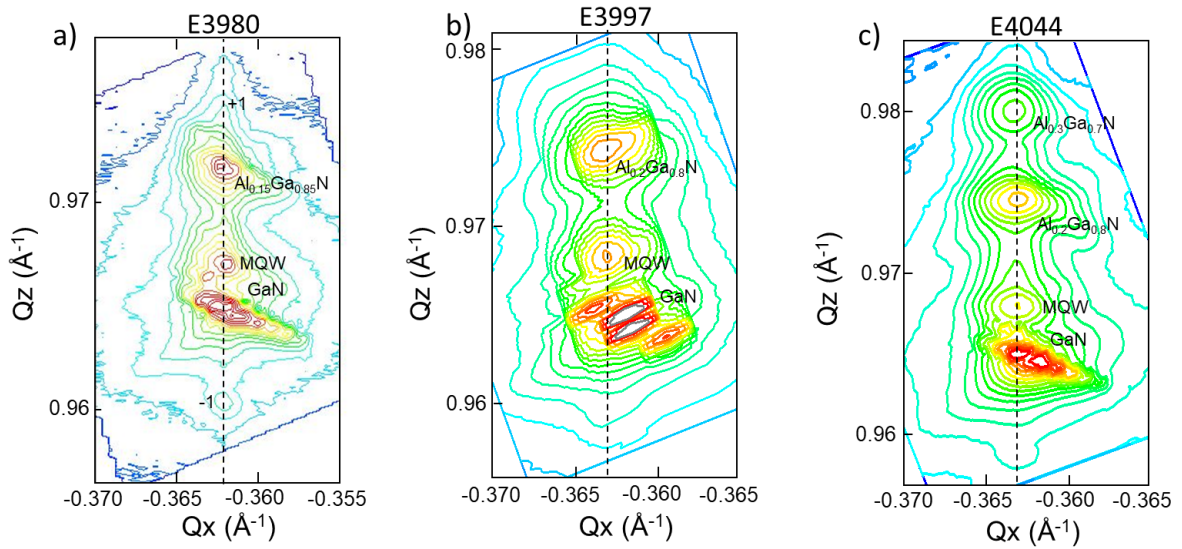 E3980
a)
+1
Al0.15Ga0.85N
MQW
GaN
-1
0.97
0.96
Qz (Å-1)
-0.370 -0.365 -0.360 -0.355
Qx (Å-1)
E3997
b)
Al0.2Ga0.8N
MQW
GaN
0.98
0.97
0.96
Qz (Å-1)
-0.370 -0.365 -0.360
Qx (Å-1)
E4044
c)
Al0.3Ga0.7N
Al0.2Ga0.8N
MQW
GaN
0.98
0.97
0.96
Qz (Å-1)
-0.370 -0.365 -0.360 -0.365
Qx (Å-1)